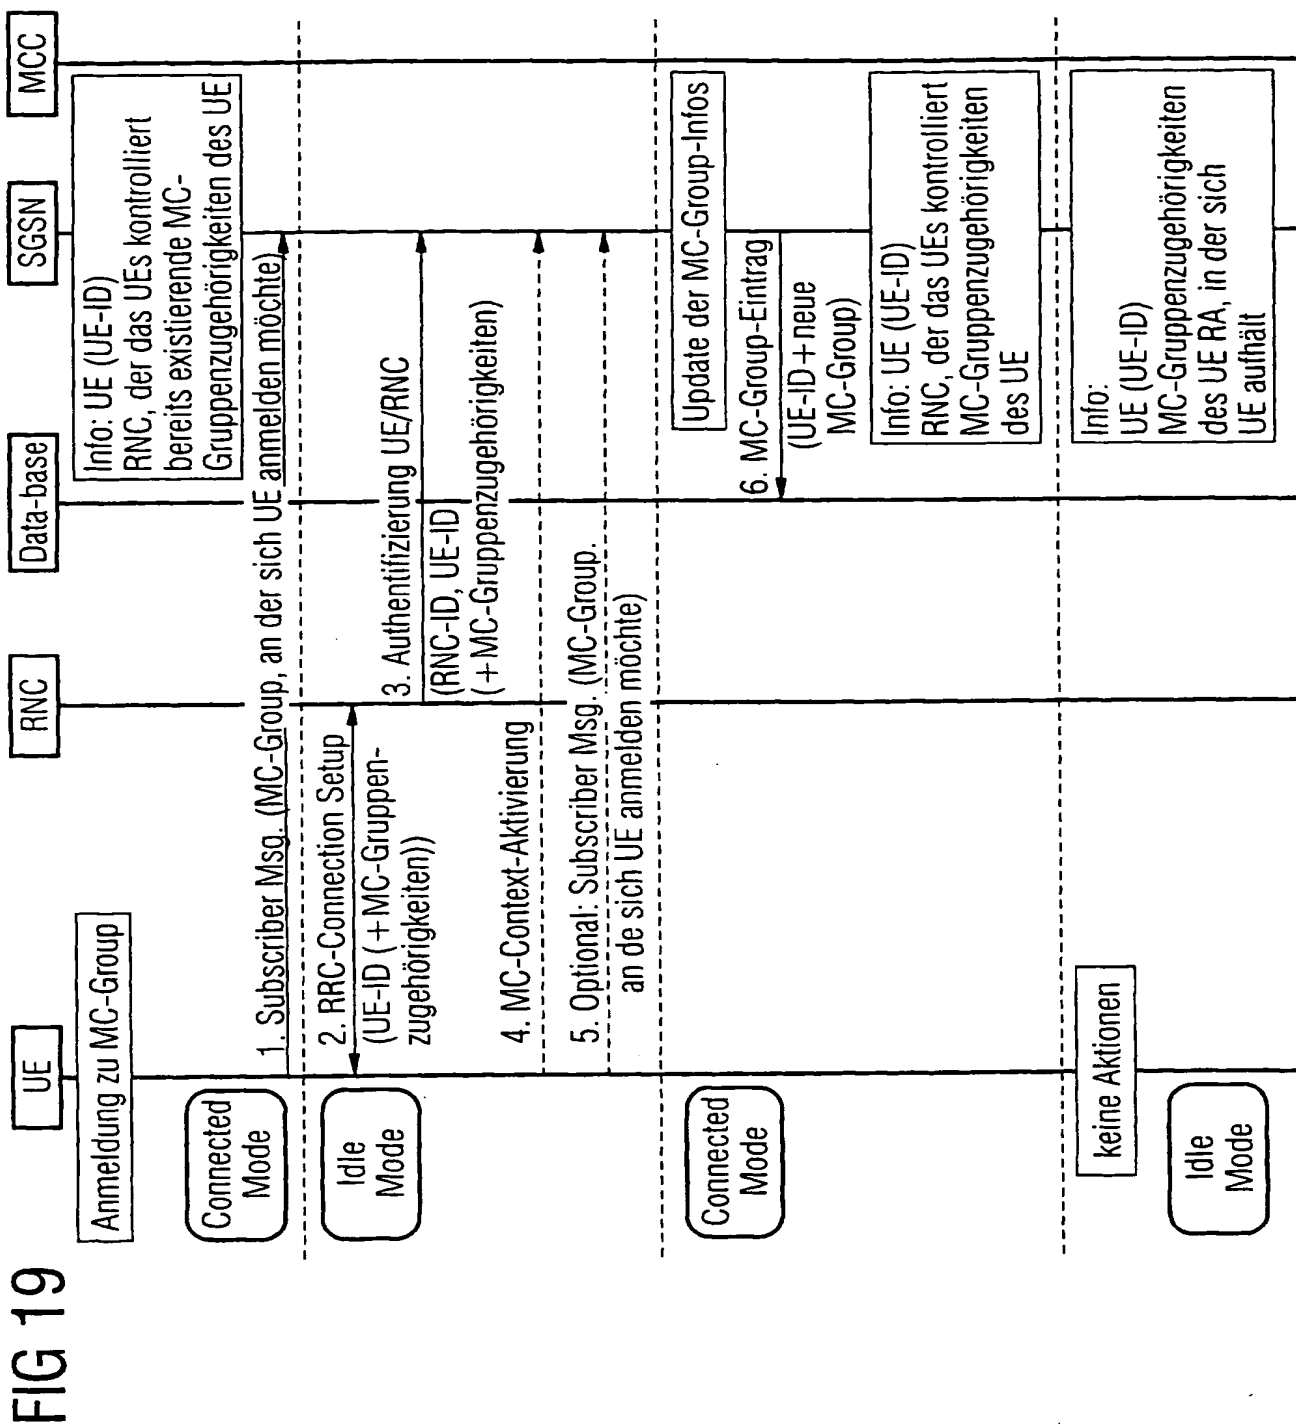 FIG 19
UE
RNC
Data-base
SGSN
MCC
Anmeldung zu MC-Group
Info: UE (UE-ID)
RNC, der das UEs kontrolliert
bereits existierende MC-
Gruppenzugehörigkeiten des UE
Connected
Mode
1. Subscriber Msg. (MC-Group, an der sich UE anmelden möchte)
Idle
Mode
2. RRC-Connection Setup
(UE-ID (+MC-Gruppen-
zugehörigkeiten))
3. Authentifizierung UE/RNC
(RNC-ID, UE-ID
(+MC-Gruppenzugehörigkeiten)
4. MC-Context-Aktivierung
5. Optional: Subscriber Msg. (MC-Group.
an de sich UE anmelden möchte)
Connected
Mode
Update der MC-Group-Infos
6. MC-Group-Eintrag
(UE-ID+neue
MC-Group)
Info: UE (UE-ID)
RNC, der das UEs kontrolliert
MC-Gruppenzugehörigkeiten
des UE
keine Aktionen
Idle
Mode
Info:
UE (UE-ID)
MC-Gruppenzugehörigkeiten
des UE RA, in der sich
UE aufhält